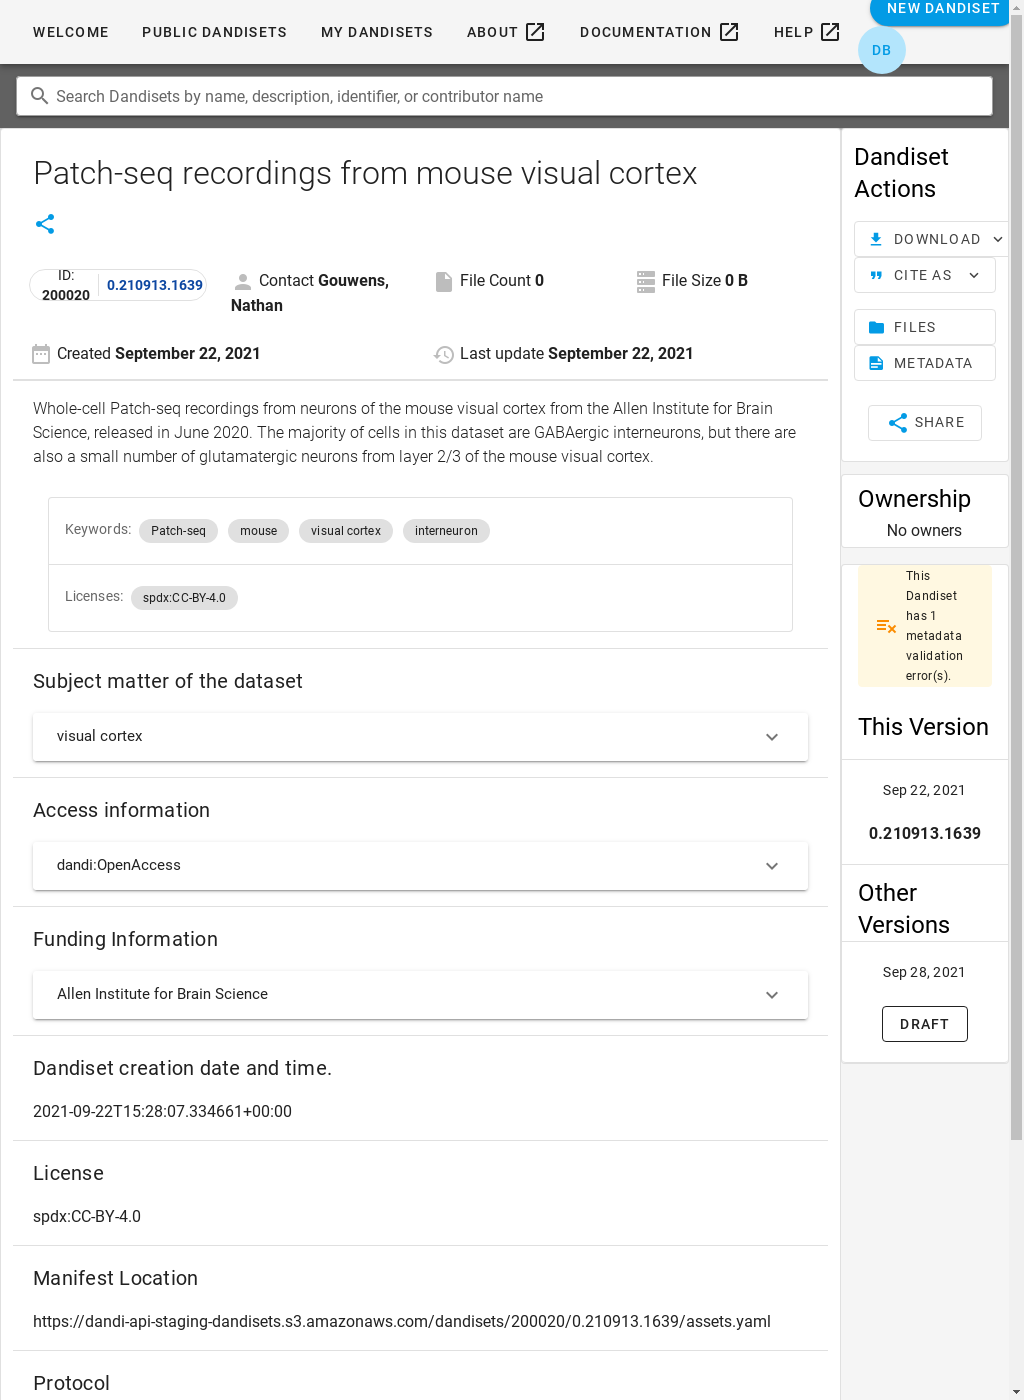 WELCOME
PUBLIC DANDISETS
MY DANDISETS
ABOUT
DOCUMENTATION
HELP
NEW DANDISET
DB
Search Dandisets by name, description, identifier, or contributor name
Patch-seq recordings from mouse visual cortex
ID:
200020
0.210913.1639
Contact Gouwens,
Nathan
File Count 0
File Size 0 B
Created September 22, 2021
Last update September 22, 2021
Whole-cell Patch-seq recordings from neurons of the mouse visual cortex from the Allen Institute for Brain
Science, released in June 2020. The majority of cells in this dataset are GABAergic interneurons, but there are
also a small number of glutamatergic neurons from layer 2/3 of the mouse visual cortex.
Keywords: Patch-seq mouse visual cortex interneuron
Licenses: spdx:CC-BY-4.0
Subject matter of the dataset
visual cortex
Access information
dandi:OpenAccess
Funding Information
Allen Institute for Brain Science
Dandiset creation date and time.
2021-09-22T15:28:07.334661+00:00
License
spdx:CC-BY-4.0
Manifest Location
https://dandi-api-staging-dandisets.s3.amazonaws.com/dandisets/200020/0.210913.1639/assets.yaml
Protocol
Dandiset
Actions
DOWNLOAD
CITE AS
FILES
METADATA
SHARE
Ownership
No owners
This
Dandiset
has 1
metadata
validation
error(s).
This Version
Sep 22, 2021
0.210913.1639
Other
Versions
Sep 28, 2021
DRAFT